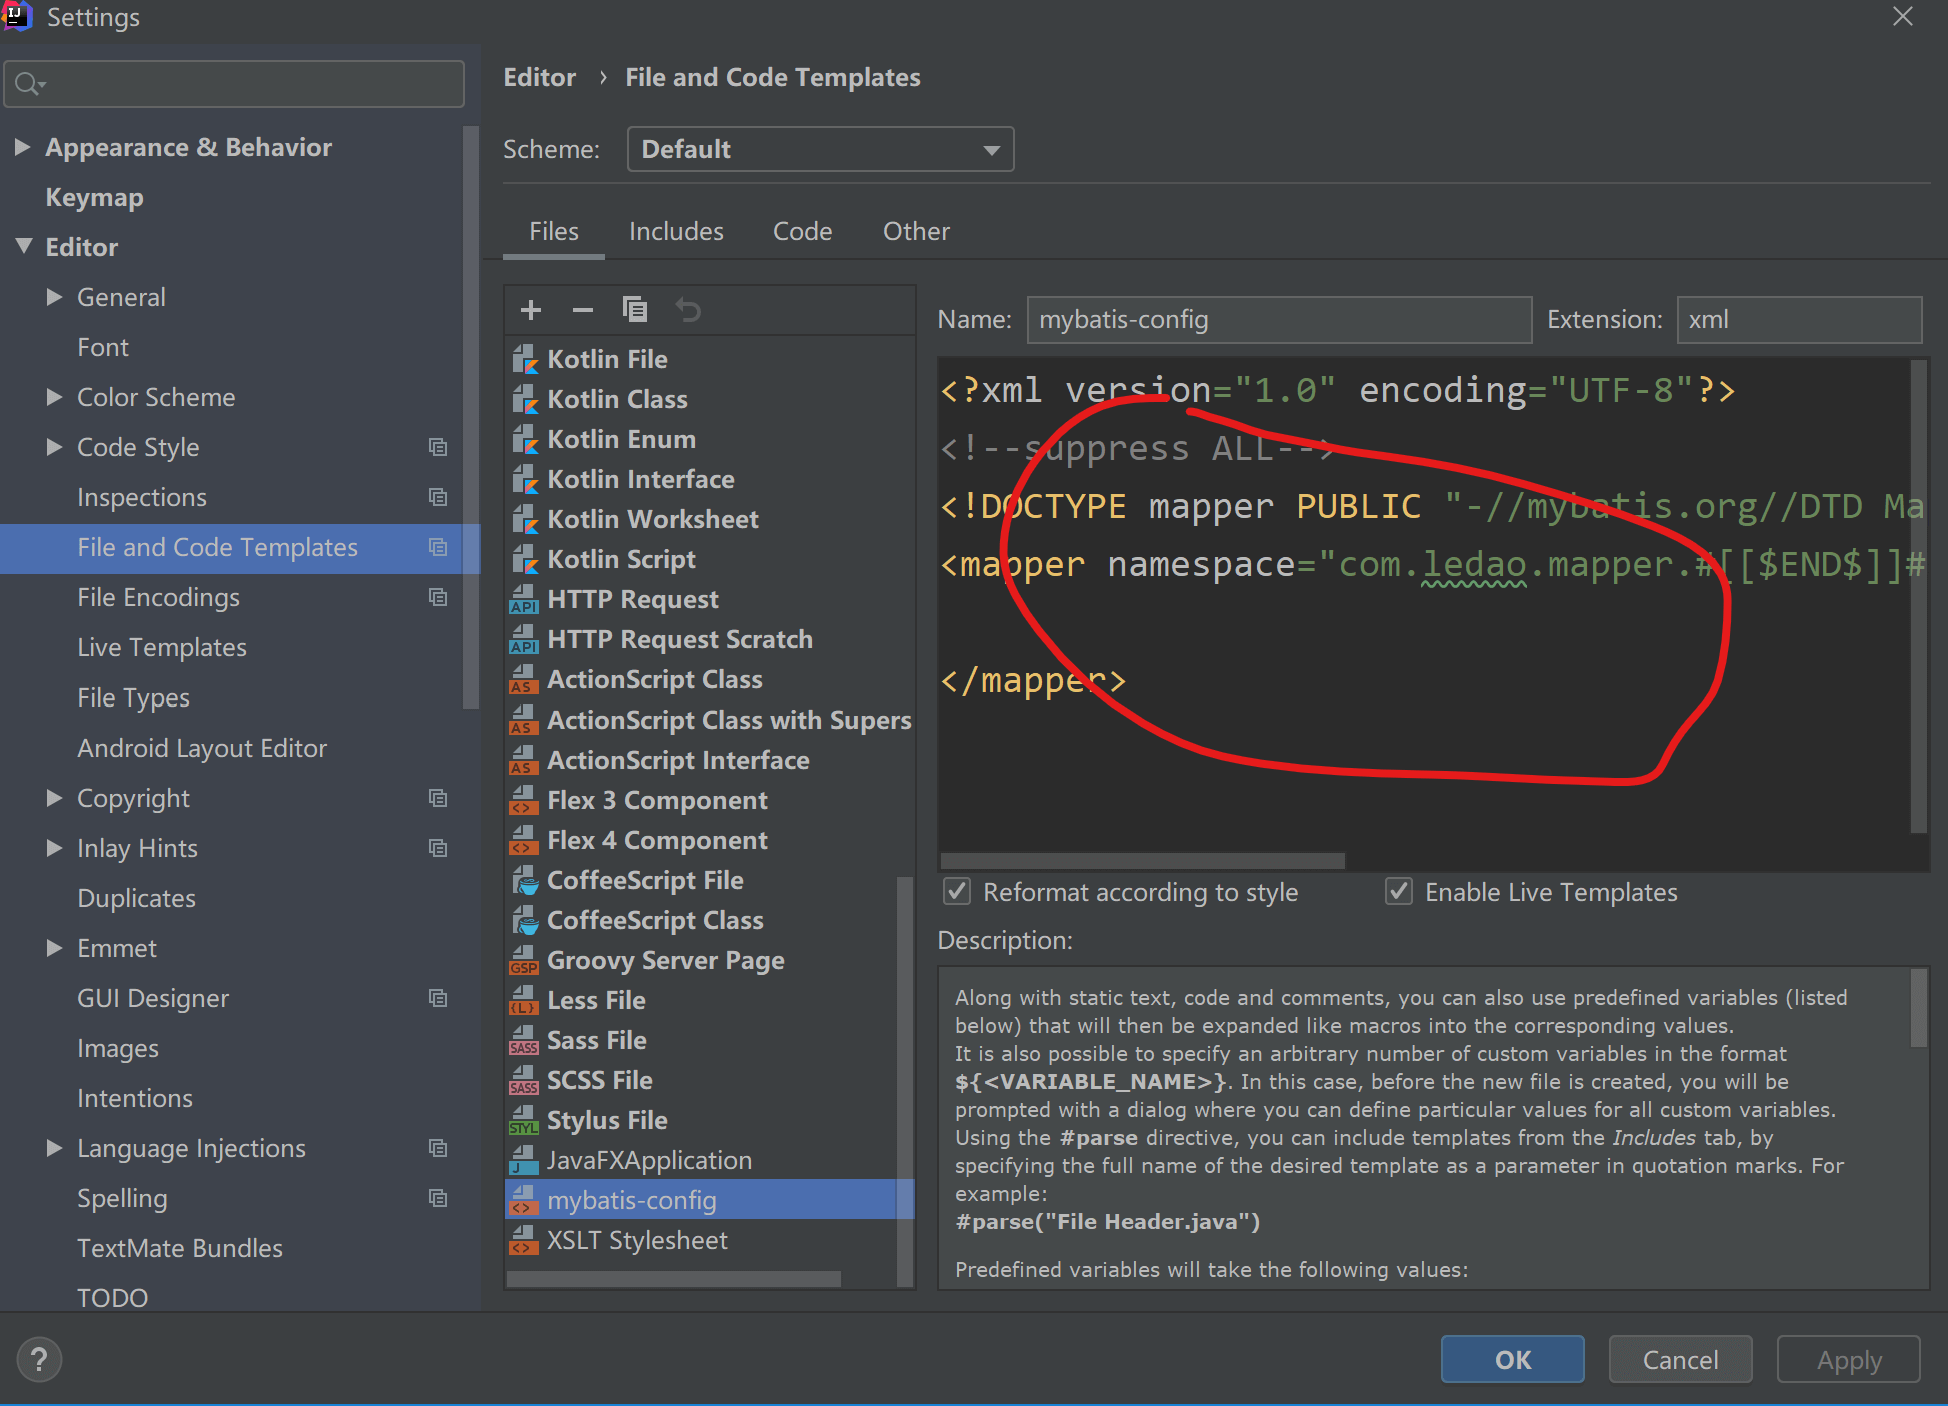 Settings
Editor › File and Code Templates
Scheme: Default
Appearance & Behavior
Keymap
Editor
General
Font
Color Scheme
Code Style
Inspections
File and Code Templates
File Encodings
Live Templates
File Types
Android Layout Editor
Copyright
Inlay Hints
Duplicates
Emmet
GUI Designer
Images
Intentions
Language Injections
Spelling
TextMate Bundles
TODO
Files Includes Code Other
Kotlin File
Kotlin Class
Kotlin Enum
Kotlin Interface
Kotlin Worksheet
Kotlin Script
HTTP Request
HTTP Request Scratch
ActionScript Class
ActionScript Class with Supers
ActionScript Interface
Flex 3 Component
Flex 4 Component
CoffeeScript File
CoffeeScript Class
Groovy Server Page
Less File
Sass File
SCSS File
Stylus File
JavaFXApplication
mybatis-config
XSLT Stylesheet
Name: mybatis-config Extension: xml
<?xml version="1.0" encoding="UTF-8"?>
<!--suppress ALL-->
<!DOCTYPE mapper PUBLIC "-//mybatis.org//DTD Ma
<mapper namespace="com.ledao.mapper.#[[$END$]]#
</mapper>
Reformat according to style Enable Live Templates
Description:
Along with static text, code and comments, you can also use predefined variables (listed
below) that will then be expanded like macros into the corresponding values.
It is also possible to specify an arbitrary number of custom variables in the format
${<VARIABLE_NAME>}. In this case, before the new file is created, you will be
prompted with a dialog where you can define particular values for all custom variables.
Using the #parse directive, you can include templates from the Includes tab, by
specifying the full name of the desired template as a parameter in quotation marks. For
example:
#parse("File Header.java")
Predefined variables will take the following values:
? OK Cancel Apply